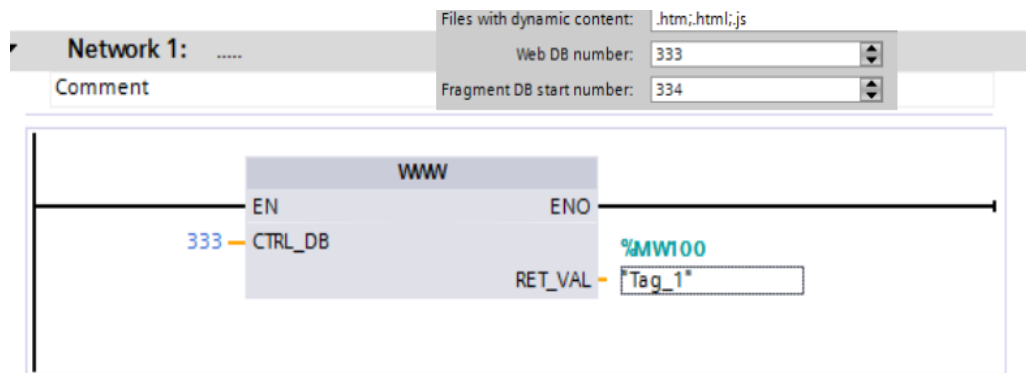 Files with dynamic content: .htm;.html;.js
Network 1: .....
Web DB number: 333
Comment
Fragment DB start number: 334
WWW
EN ENO
333 CTRL_DB
%MW100
RET_VAL "Tag_1"